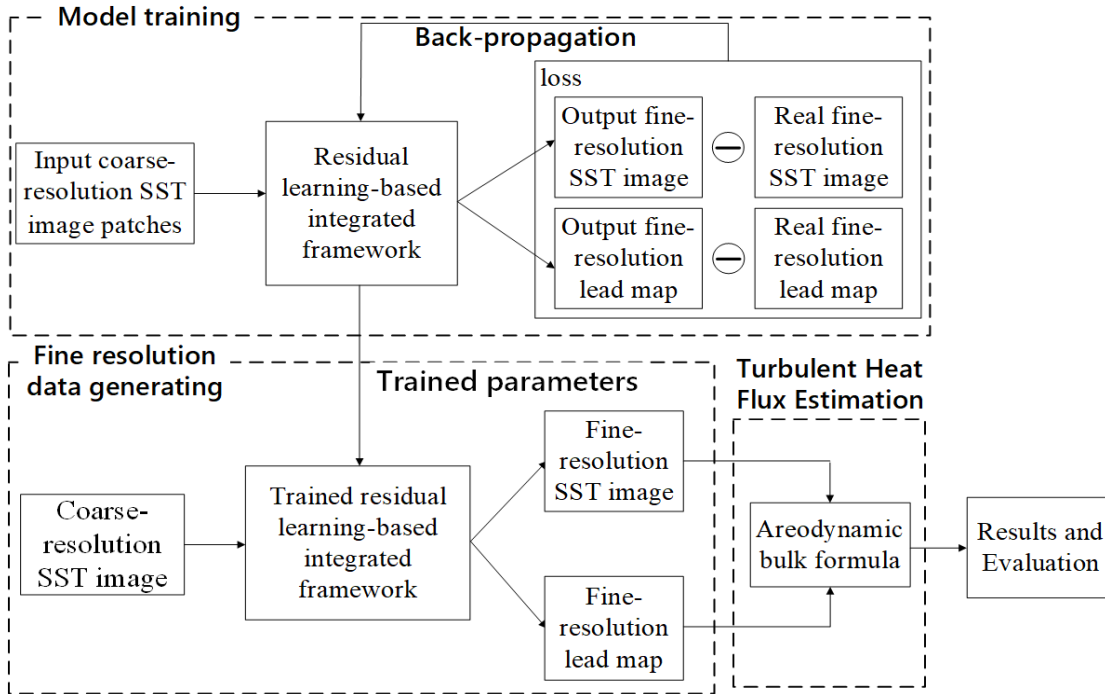 Model training
Back-propagation
loss
Input coarse-
resolution SST
image patches
Residual
learning-based
integrated
framework
Output fine-
resolution
SST image
Real fine-
resolution
SST image
Output fine-
resolution
lead map
Real fine-
resolution
lead map
Fine resolution
data generating
Trained parameters
Turbulent Heat
Flux Estimation
Coarse-
resolution
SST image
Trained residual
learning-based
integrated
framework
Fine-
resolution
SST image
Fine-
resolution
lead map
Areodynamic
bulk formula
Results and
Evaluation